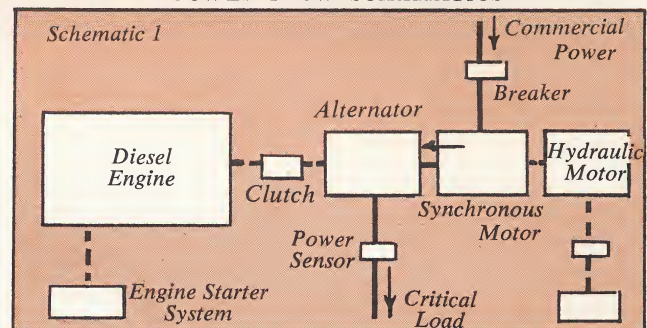 Schematic 1
Commercial
Power
Breaker
Alternator
Diesel
Engine
Clutch
Hydraulic
Motor
Synchronous
Motor
Power
Sensor
Engine Starter
System
Critical
Load